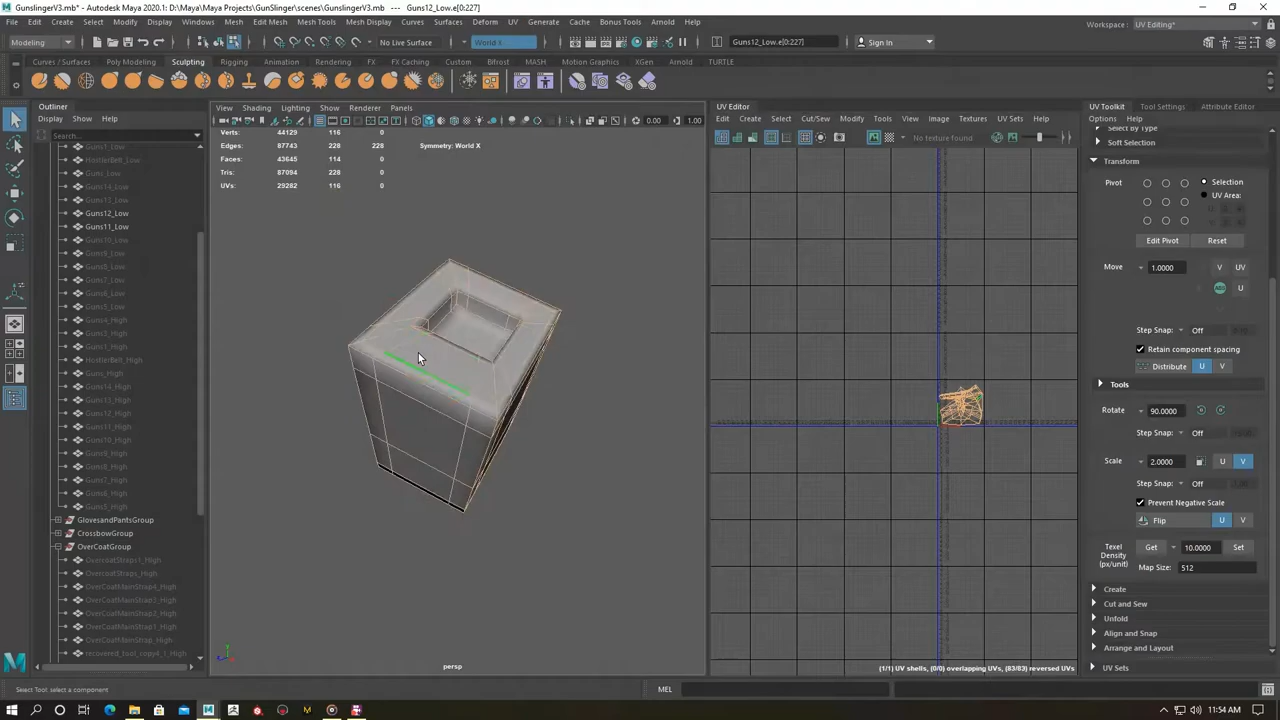 GunslingerV3.mb* - Autodesk Maya 2020.1: D:\Maya\Maya Projects\GunSlinger\scenes\GunslingerV3.mb* --- Guns12_Low.e[0:227]
File Edit Create Select Modify Display Windows Mesh Edit Mesh Mesh Tools Mesh Display Curves Surfaces Deform UV Generate Cache Bonus Tools Arnold Help
Workspace : UV Editing*
Modeling No Live Surface World X Guns12_Low.e[0:227] Sign In
Curves / Surfaces Poly Modeling Sculpting Rigging Animation Rendering FX FX Caching Custom Bifrost MASH Motion Graphics XGen Arnold TURTLE
Outliner
Display Show Help
Search...
View Shading Lighting Show Renderer Panels
0.00 1.00
Guns1_Low
HostlerBelt_Low
Guns_Low
Guns14_Low
Guns13_Low
Guns12_Low
Guns11_Low
Guns10_Low
Guns9_Low
Guns8_Low
Guns7_Low
Guns6_Low
Guns5_Low
Guns4_High
Guns3_High
Guns1_High
HostlerBelt_High
Guns_High
Guns14_High
Guns13_High
Guns12_High
Guns11_High
Guns10_High
Guns9_High
Guns8_High
Guns7_High
Guns6_High
Guns5_High
GlovesandPantsGroup
CrossbowGroup
OverCoatGroup
OvercoatStraps1_High
OvercoatStraps_High
OverCoatMainStrap4_High
OverCoatMainStrap3_High
OverCoatMainStrap2_High
OverCoatMainStrap1_High
OverCoatMainStrap_High
recovered_tool_copy4_1_High
Verts: 44129 116 0
Edges: 87743 228 228
Faces: 43645 114 0
Tris: 87094 228 0
UVs: 29282 116 0
Symmetry: World X
persp
UV Editor
Edit Create Select Cut/Sew Modify Tools View Image Textures UV Sets Help
No texture found
(1/1) UV shells, (0/0) overlapping UVs, (83/83) reversed UVs
UV Toolkit Tool Settings Attribute Editor
Options Help
Select By Type
Soft Selection
Transform
Pivot Selection
UV Area:
Edit Pivot Reset
Move 1.0000 V UV
U
Step Snap: Off
Retain component spacing
Distribute U V
Tools
Rotate 90.0000
Step Snap: Off
Scale 2.0000 U V
Step Snap: Off
Prevent Negative Scale
Flip U V
Texel Density (px/unit) Get 10.0000 Set
Map Size: 512
Create
Cut and Sew
Unfold
Align and Snap
Arrange and Layout
UV Sets
Select Tool: select a component
MEL
11:54 AM